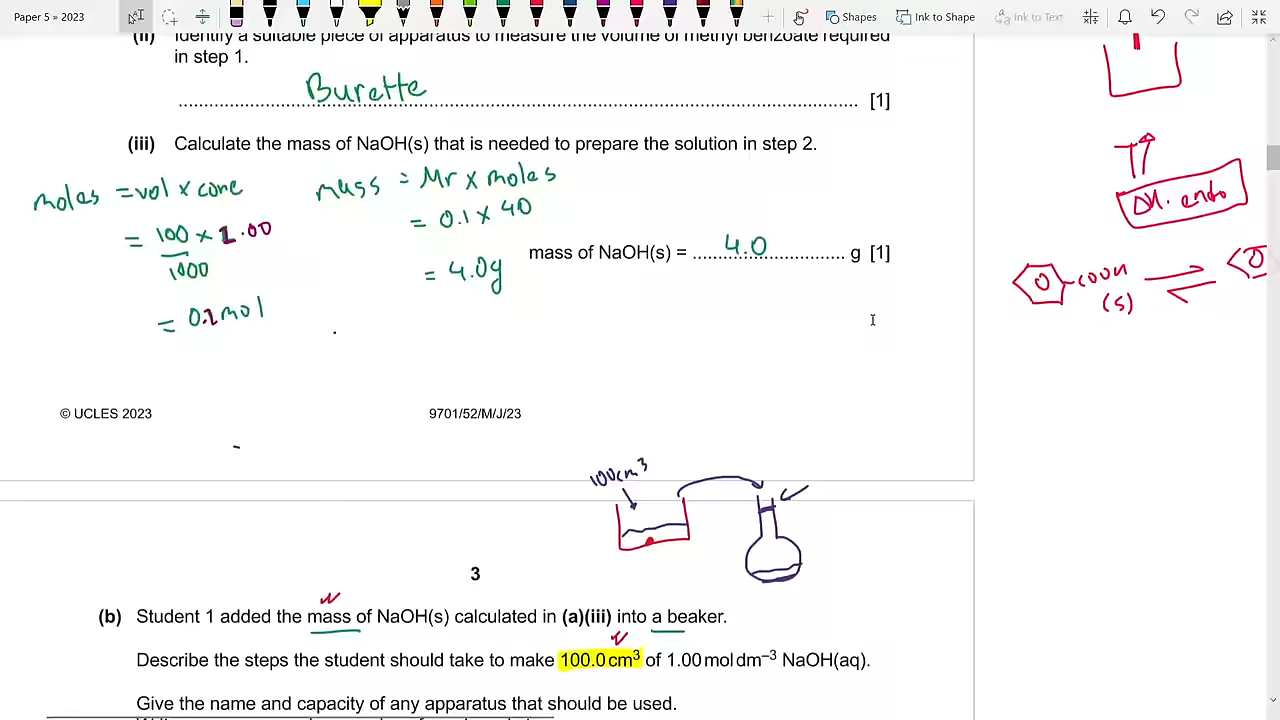 Paper 5 » 2023
Shapes
Ink to Shape
Ink to Text
(ii) Identify a suitable piece of apparatus to measure the volume of methyl benzoate required
in step 1.
Burette
[1]
(iii) Calculate the mass of NaOH(s) that is needed to prepare the solution in step 2.
moles = vol × conc
= 100 × 1.00
1000
= 0.1 mol
mass = Mr × moles
= 0.1 × 40
= 4.0g
mass of NaOH(s) = 4.0 g [1]
ΔH. endo
COOH
(s)
© UCLES 2023
9701/52/M/J/23
100cm³
3
(b) Student 1 added the mass of NaOH(s) calculated in (a)(iii) into a beaker.
Describe the steps the student should take to make 100.0 cm³ of 1.00 mol dm⁻³ NaOH(aq).
Give the name and capacity of any apparatus that should be used.